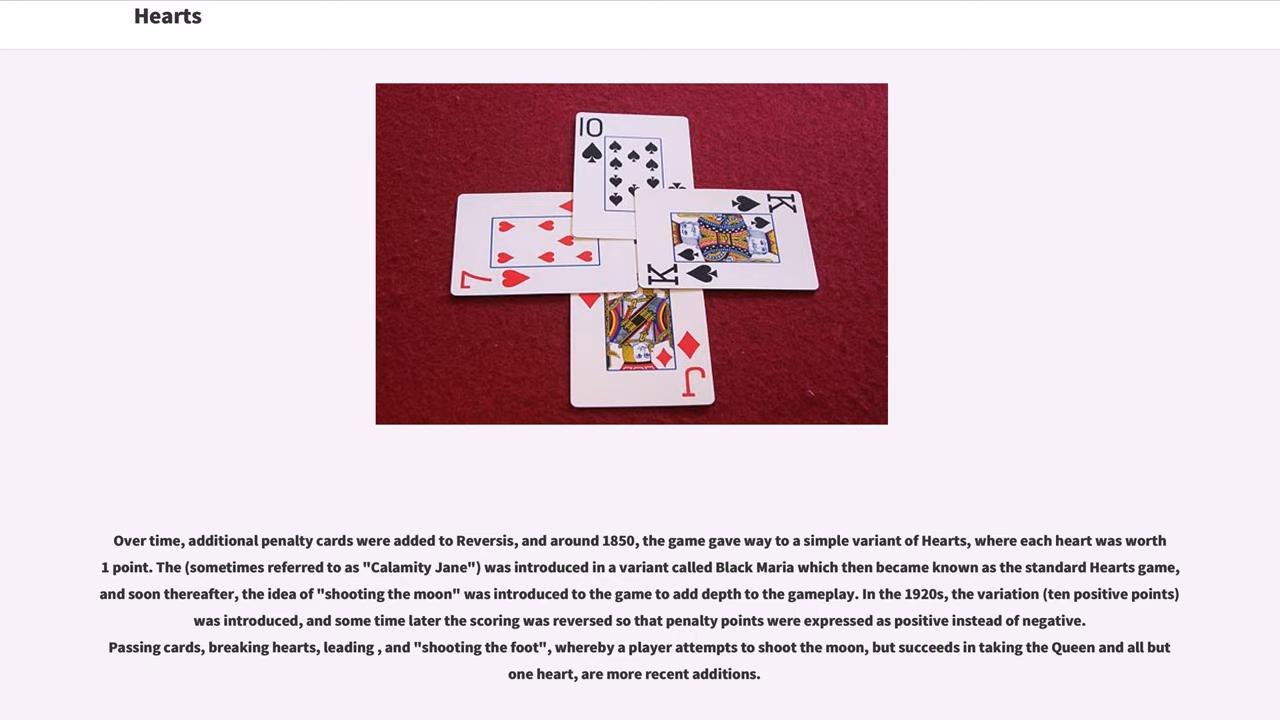 Hearts
10
K
7
K
J
Over time, additional penalty cards were added to Reversis, and around 1850, the game gave way to a simple variant of Hearts, where each heart was worth
1 point. The (sometimes referred to as "Calamity Jane") was introduced in a variant called Black Maria which then became known as the standard Hearts game,
and soon thereafter, the idea of "shooting the moon" was introduced to the game to add depth to the gameplay. In the 1920s, the variation (ten positive points)
was introduced, and some time later the scoring was reversed so that penalty points were expressed as positive instead of negative.
Passing cards, breaking hearts, leading , and "shooting the foot", whereby a player attempts to shoot the moon, but succeeds in taking the Queen and all but
one heart, are more recent additions.